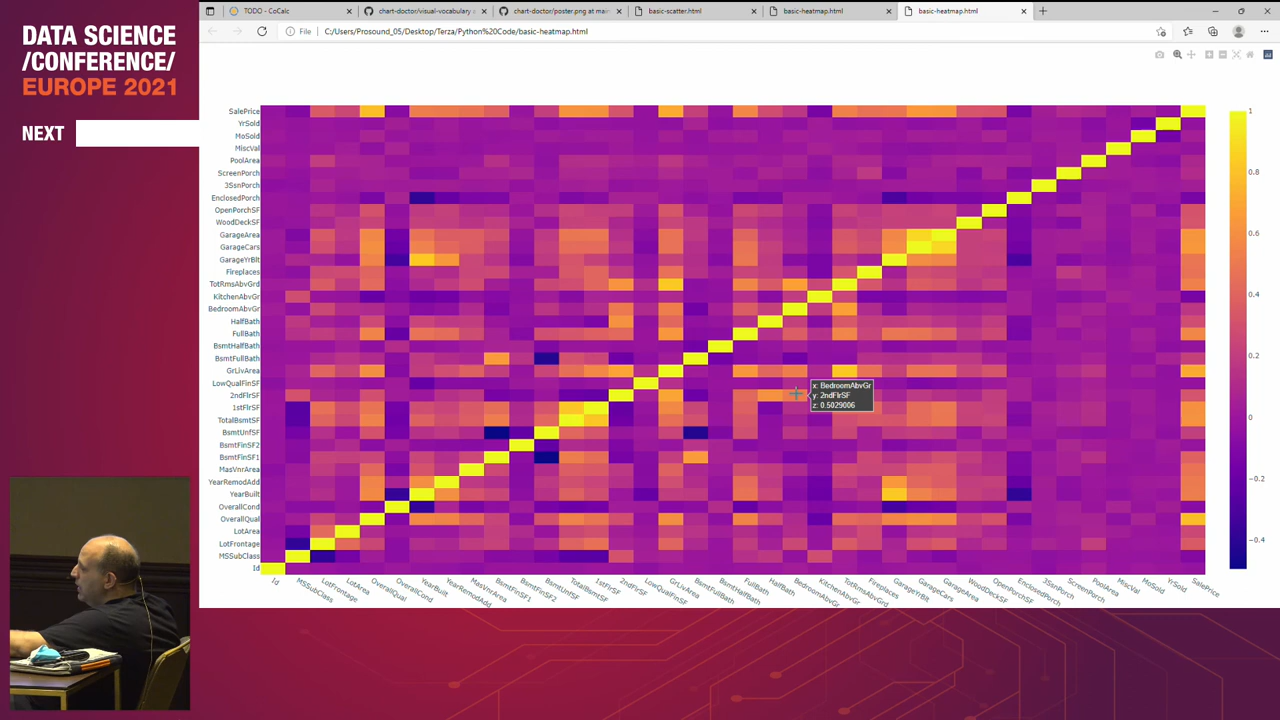 DATA SCIENCE
/CONFERENCE/
EUROPE 2021
NEXT
TODO - CoCalc
chart-doctor/visual-vocabulary a
chart-doctor/poster.png at main
basic-scatter.html
basic-heatmap.html
basic-heatmap.html
File
C:/Users/Prosound_05/Desktop/Terza/Python%20Code/basic-heatmap.html
SalePrice
YrSold
MoSold
MiscVal
PoolArea
ScreenPorch
3SsnPorch
EnclosedPorch
OpenPorchSF
WoodDeckSF
GarageArea
GarageCars
GarageYrBlt
Fireplaces
TotRmsAbvGrd
KitchenAbvGr
BedroomAbvGr
HalfBath
FullBath
BsmtHalfBath
BsmtFullBath
GrLivArea
LowQualFinSF
2ndFlrSF
1stFlrSF
TotalBsmtSF
BsmtUnfSF
BsmtFinSF2
BsmtFinSF1
MasVnrArea
YearRemodAdd
YearBuilt
OverallCond
OverallQual
LotArea
LotFrontage
MSSubClass
Id
x: BedroomAbvGr
y: 2ndFlrSF
z: 0.5029006
Id
MSSubClass
LotFrontage
LotArea
OverallQual
OverallCond
YearBuilt
YearRemodAdd
MasVnrArea
BsmtFinSF1
BsmtFinSF2
BsmtUnfSF
TotalBsmtSF
1stFlrSF
2ndFlrSF
LowQualFinSF
GrLivArea
BsmtFullBath
BsmtHalfBath
FullBath
HalfBath
BedroomAbvGr
KitchenAbvGr
TotRmsAbvGrd
Fireplaces
GarageYrBlt
GarageCars
GarageArea
WoodDeckSF
OpenPorchSF
EnclosedPorch
3SsnPorch
ScreenPorch
PoolArea
MiscVal
MoSold
YrSold
SalePrice
1
0.8
0.6
0.4
0.2
0
−0.2
−0.4